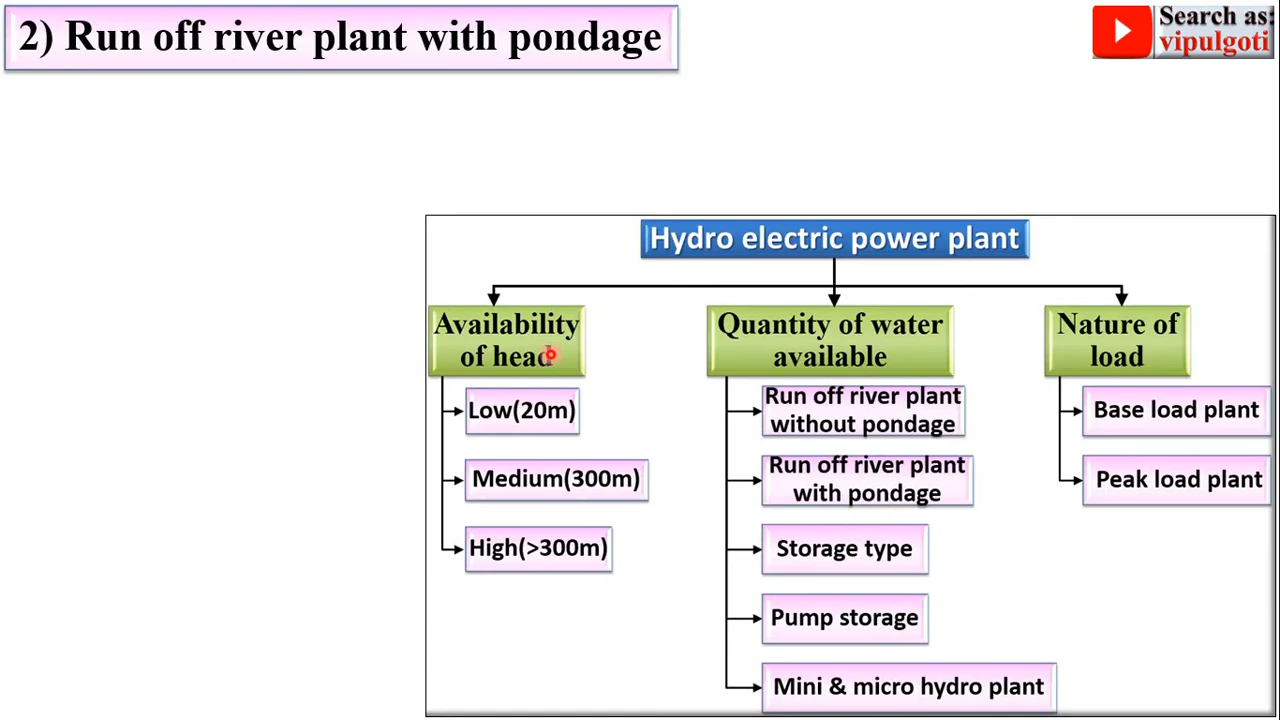 2) Run off river plant with pondage
Search as:
vipulgoti
Hydro electric power plant
Availability
of head
Low(20m)
Medium(300m)
High(>300m)
Quantity of water
available
Run off river plant
without pondage
Run off river plant
with pondage
Storage type
Pump storage
Mini & micro hydro plant
Nature of
load
Base load plant
Peak load plant